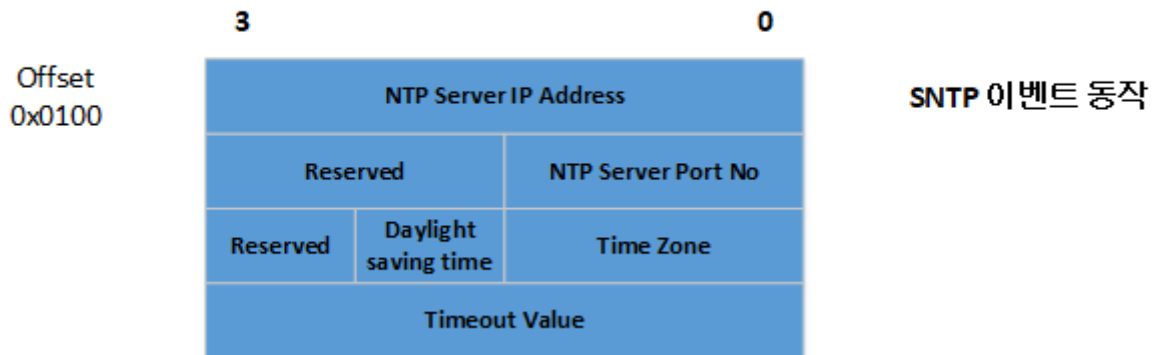 3 0
Offset
0x0100
NTP Server IP Address
SNTP 이벤트 동작
Reserved NTP Server Port No
Reserved
Daylight
saving time
Time Zone
Timeout Value